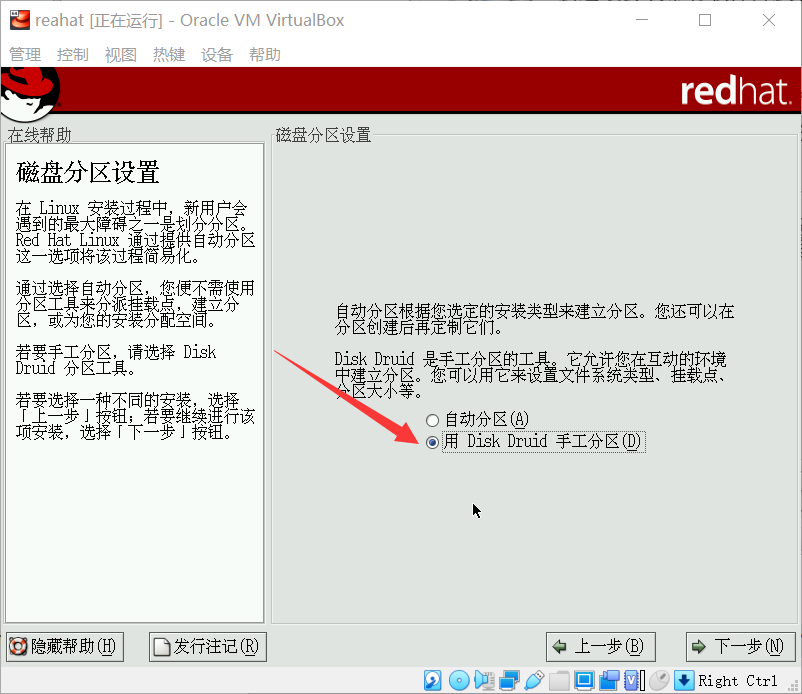 reahat [正在运行] - Oracle VM VirtualBox
管理 控制 视图 热键 设备 帮助
redhat.
在线帮助
磁盘分区设置
在 Linux 安装过程中，新用户会
遇到的最大障碍之一是划分分区。
Red Hat Linux 通过提供自动分区
这一选项将该过程简易化。
通过选择自动分区，您便不需使用
分区工具来分派挂载点，建立分
区，或为您的安装分配空间。
若要手工分区，请选择 Disk
Druid 分区工具。
若要选择一种不同的安装，选择
「上一步」按钮；若要继续进行该
项安装，选择「下一步」按钮。
磁盘分区设置
自动分区根据您选定的安装类型来建立分区。您还可以在
分区创建后再定制它们。
Disk Druid 是手工分区的工具。它允许您在互动的环境
中建立分区。您可以用它来设置文件系统类型、挂载点、
分区大小等。
自动分区(A)
用 Disk Druid 手工分区(D)
隐藏帮助(H)
发行注记(R)
上一步(B)
下一步(N)
Right Ctrl